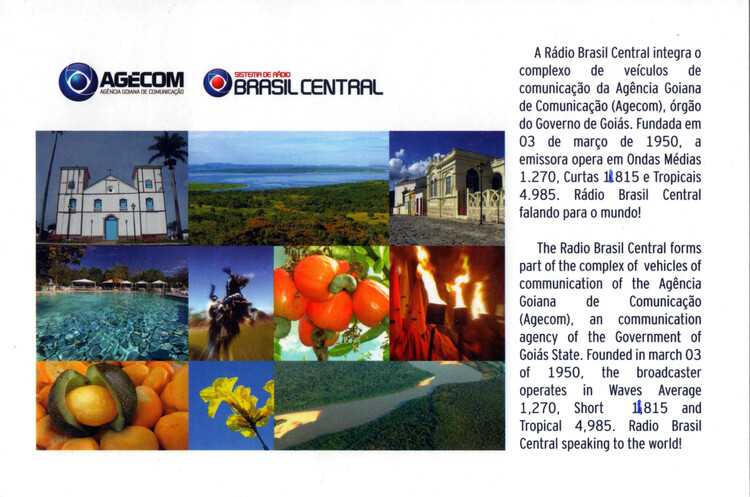 AGECOM
AGÊNCIA GOIANA DE COMUNICAÇÃO
SISTEMA DE RÁDIO
BRASIL CENTRAL
A Rádio Brasil Central integra o
complexo de veículos de
comunicação da Agência Goiana
de Comunicação (Agecom), órgão
do Governo de Goiás. Fundada em
03 de março de 1950, a
emissora opera em Ondas Médias
1.270, Curtas 11.815 e Tropicais
4.985. Rádio Brasil Central
falando para o mundo!
The Radio Brasil Central forms
part of the complex of vehicles of
communication of the Agência
Goiana de Comunicação
(Agecom), an communication
agency of the Government of
Goiás State. Founded in march 03
of 1950, the broadcaster
operates in Waves Average
1,270, Short 11,815 and
Tropical 4,985. Radio Brasil
Central speaking to the world!